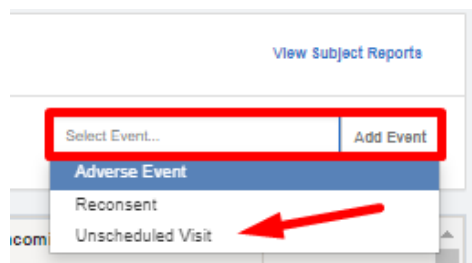 View Subject Reports
Select Event... Add Event
Adverse Event
Reconsent
Unscheduled Visit